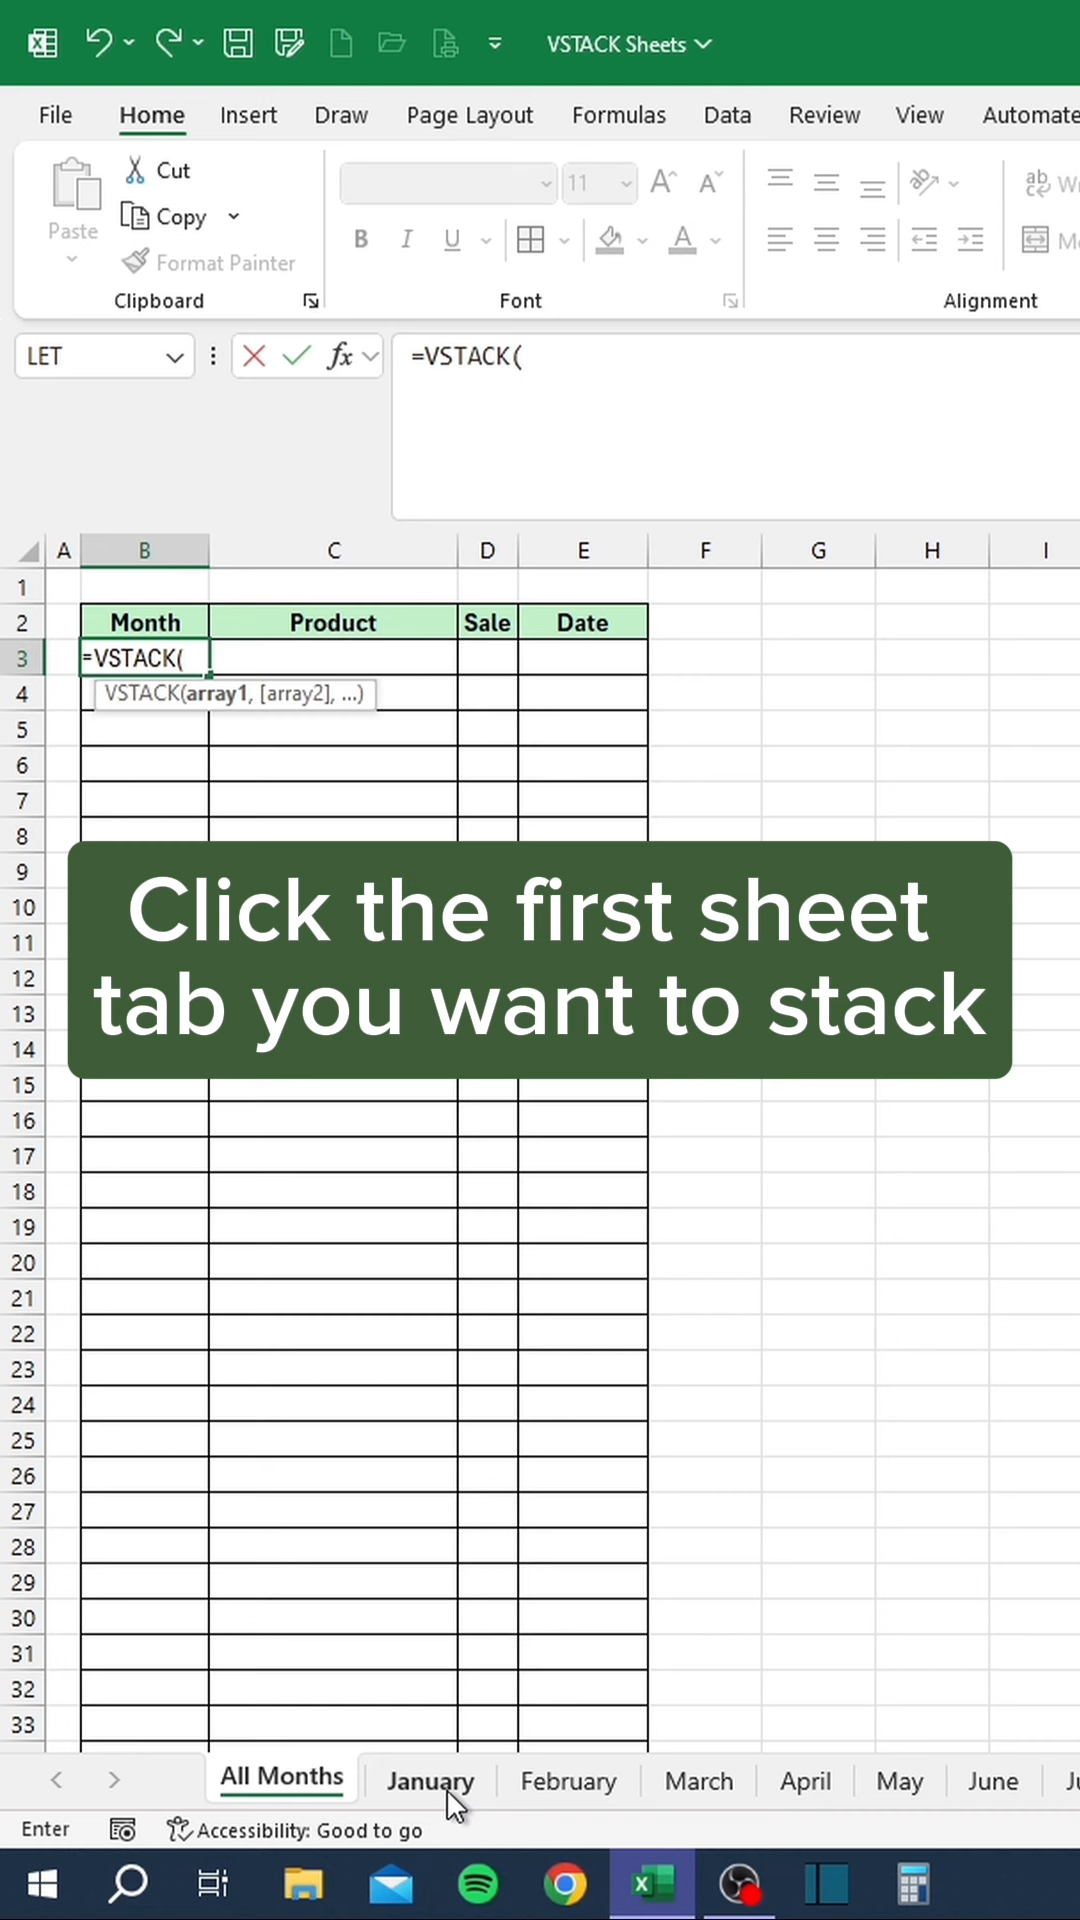 VSTACK Sheets
File Home Insert Draw Page Layout Formulas Data Review View Automate
Cut
Copy
Paste
Format Painter
11
B I U
A
Clipboard
Font
Alignment
LET
fx
=VSTACK(
A B C D E F G H I
1
2 Month Product Sale Date
3 =VSTACK(
4 VSTACK(array1, [array2], ...)
5
6
7
8
9
Click the first sheet
10
11
12
tab you want to stack
13
14
15
16
17
18
19
20
21
22
23
24
25
26
27
28
29
30
31
32
33
All Months January February March April May June
Enter Accessibility: Good to go